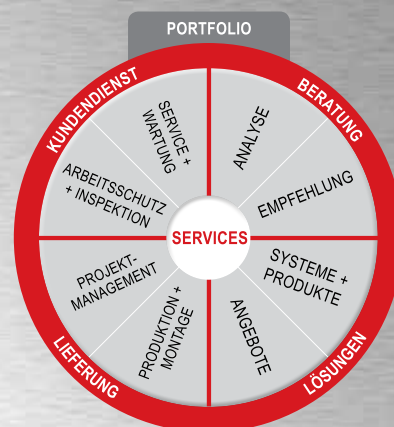 PORTFOLIO
KUNDENDIENST
BERATUNG
SERVICE +
WARTUNG
ANALYSE
ARBEITSSCHUTZ
+ INSPEKTION
EMPFEHLUNG
SERVICES
PROJEKT-
MANAGEMENT
SYSTEME +
PRODUKTE
PRODUKTION +
MONTAGE
ANGEBOTE
LIEFERUNG
LÖSUNGEN